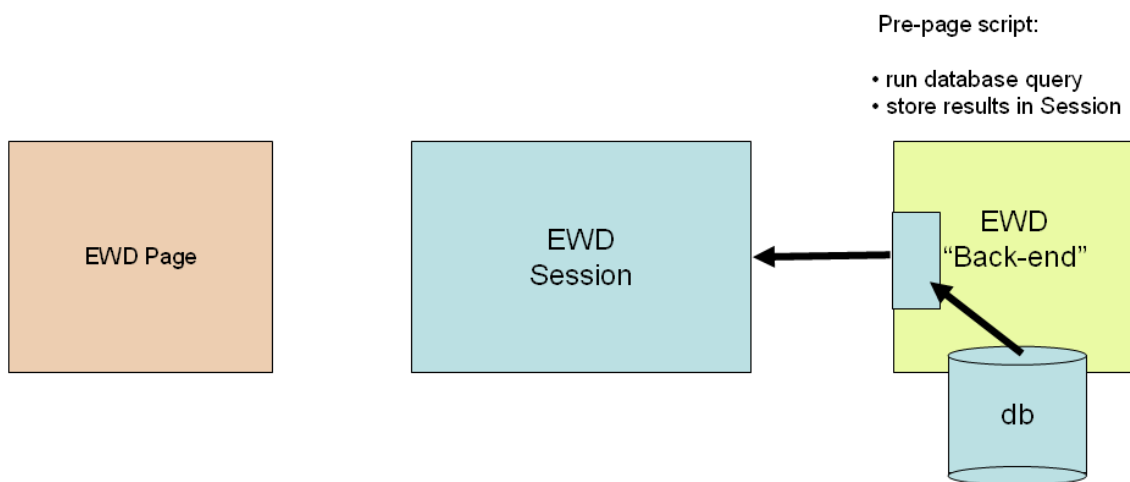 Pre-page script:
• run database query
• store results in Session
EWD Page
EWD
Session
EWD
“Back-end”
db